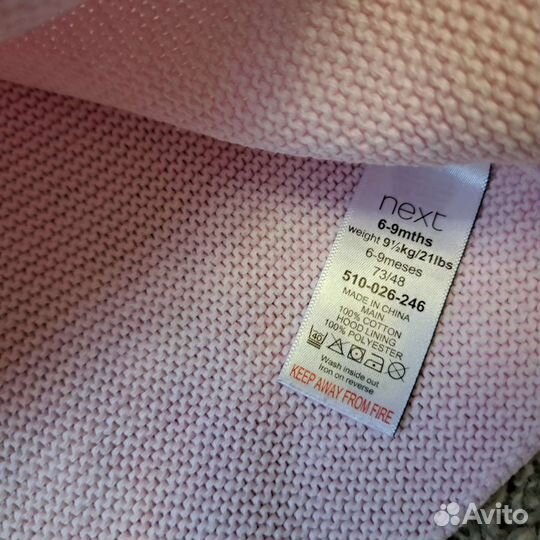 next
6-9mths
weight 9½kg/21lbs
6-9meses
73/48
510-026-246
MADE IN CHINA
MAIN
100% COTTON
HOOD LINING
100% POLYESTER
40
Wash inside out
Iron on reverse
KEEP AWAY FROM FIRE
Avito